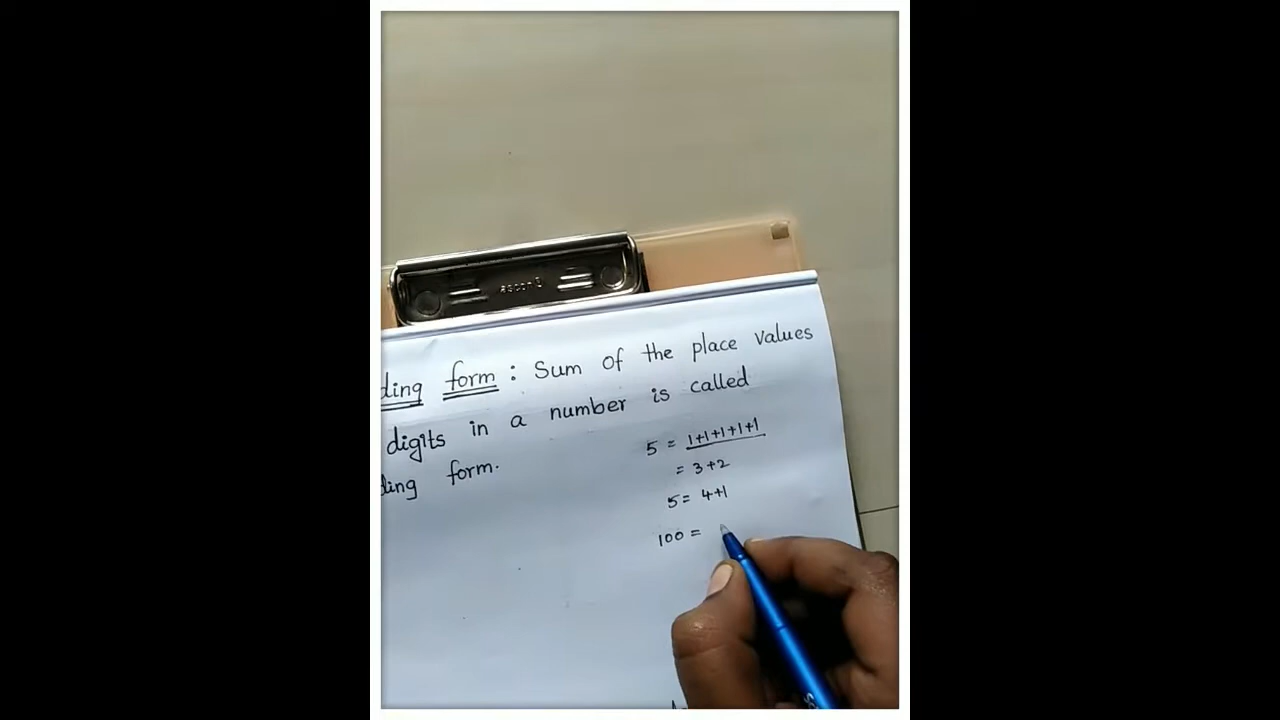 ding form : Sum of the place values
digits in a number is called
ding form.
5 = 1+1+1+1+1
= 3+2
5 = 4+1
100 =